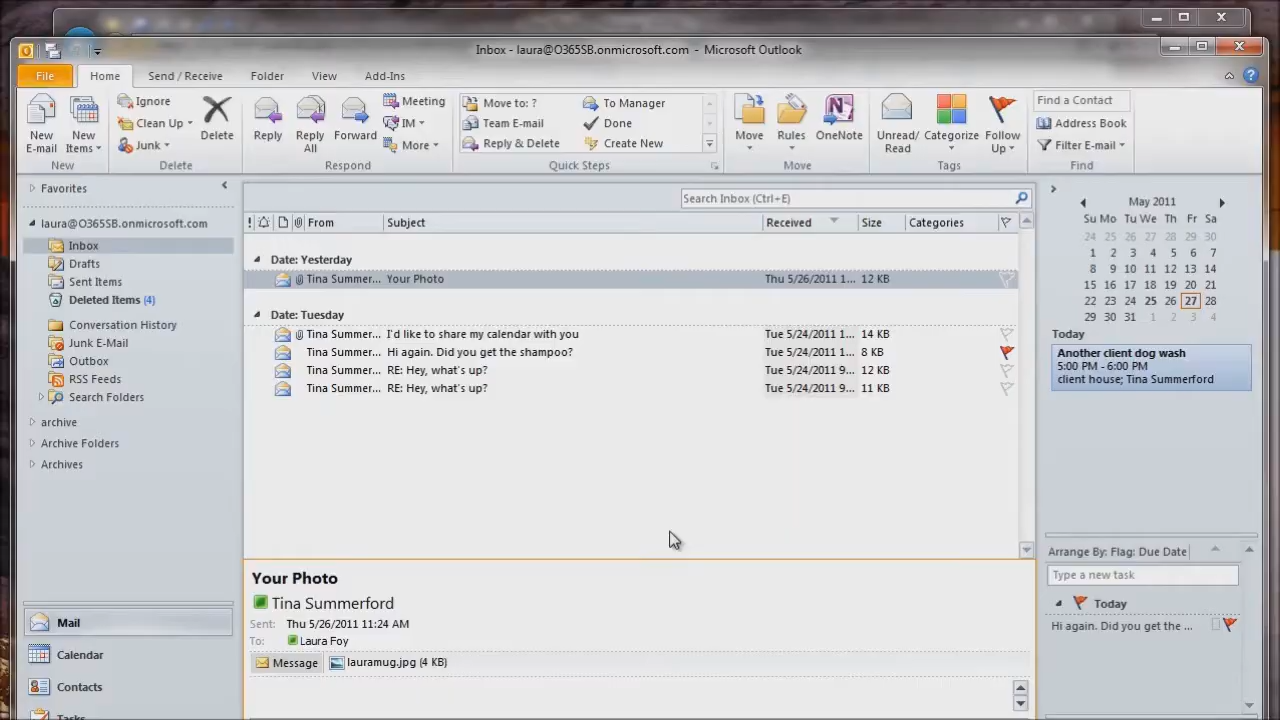 Inbox - laura@O365SB.onmicrosoft.com - Microsoft Outlook
File Home Send / Receive Folder View Add-Ins
New E-mail
New Items
New
Ignore
Clean Up
Junk
Delete
Delete
Reply
Reply All
Forward
Meeting
IM
More
Respond
Move to: ?
Team E-mail
Reply & Delete
To Manager
Done
Create New
Quick Steps
Move
Rules
OneNote
Move
Unread/ Read
Categorize
Follow Up
Tags
Find a Contact
Address Book
Filter E-mail
Find
Favorites
laura@O365SB.onmicrosoft.com
Inbox
Drafts
Sent Items
Deleted Items (4)
Conversation History
Junk E-Mail
Outbox
RSS Feeds
Search Folders
archive
Archive Folders
Archives
Mail
Calendar
Contacts
Tasks
Search Inbox (Ctrl+E)
! From Subject Received Size Categories
Date: Yesterday
Tina Summer... Your Photo Thu 5/26/2011 1... 12 KB
Date: Tuesday
Tina Summer... I'd like to share my calendar with you Tue 5/24/2011 1... 14 KB
Tina Summer... Hi again. Did you get the shampoo? Tue 5/24/2011 1... 8 KB
Tina Summer... RE: Hey, what's up? Tue 5/24/2011 9... 12 KB
Tina Summer... RE: Hey, what's up? Tue 5/24/2011 9... 11 KB
Your Photo
Tina Summerford
Sent: Thu 5/26/2011 11:24 AM
To: Laura Foy
Message lauramug.jpg (4 KB)
May 2011
Su Mo Tu We Th Fr Sa
24 25 26 27 28 29 30
1 2 3 4 5 6 7
8 9 10 11 12 13 14
15 16 17 18 19 20 21
22 23 24 25 26 27 28
29 30 31 1 2 3 4
Today
Another client dog wash
5:00 PM - 6:00 PM
client house; Tina Summerford
Arrange By: Flag: Due Date
Type a new task
Today
Hi again. Did you get the ...